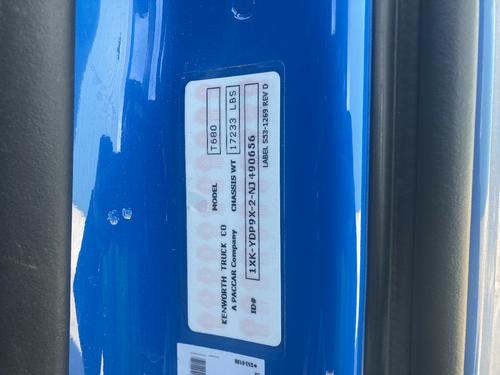 KENWORTH TRUCK CO MODEL T680
A PACCAR Company CHASSIS WT 17233 LBS
ID# 1XK-YDP9X-2-NJ490656
LABEL S53-1269 REV D